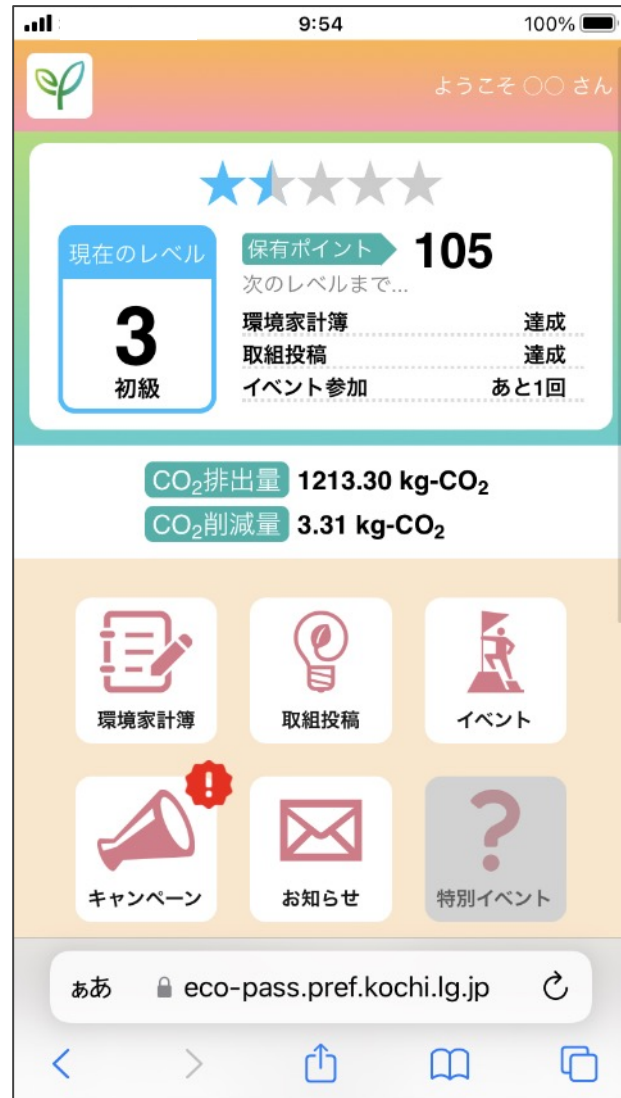 9:54
100%
ようこそ ○○ さん
現在のレベル
3
初級
保有ポイント 105
次のレベルまで...
環境家計簿 達成
取組投稿 達成
イベント参加 あと1回
CO₂排出量 1213.30 kg-CO₂
CO₂削減量 3.31 kg-CO₂
環境家計簿
取組投稿
イベント
!
キャンペーン
お知らせ
?
特別イベント
ぁあ eco-pass.pref.kochi.lg.jp